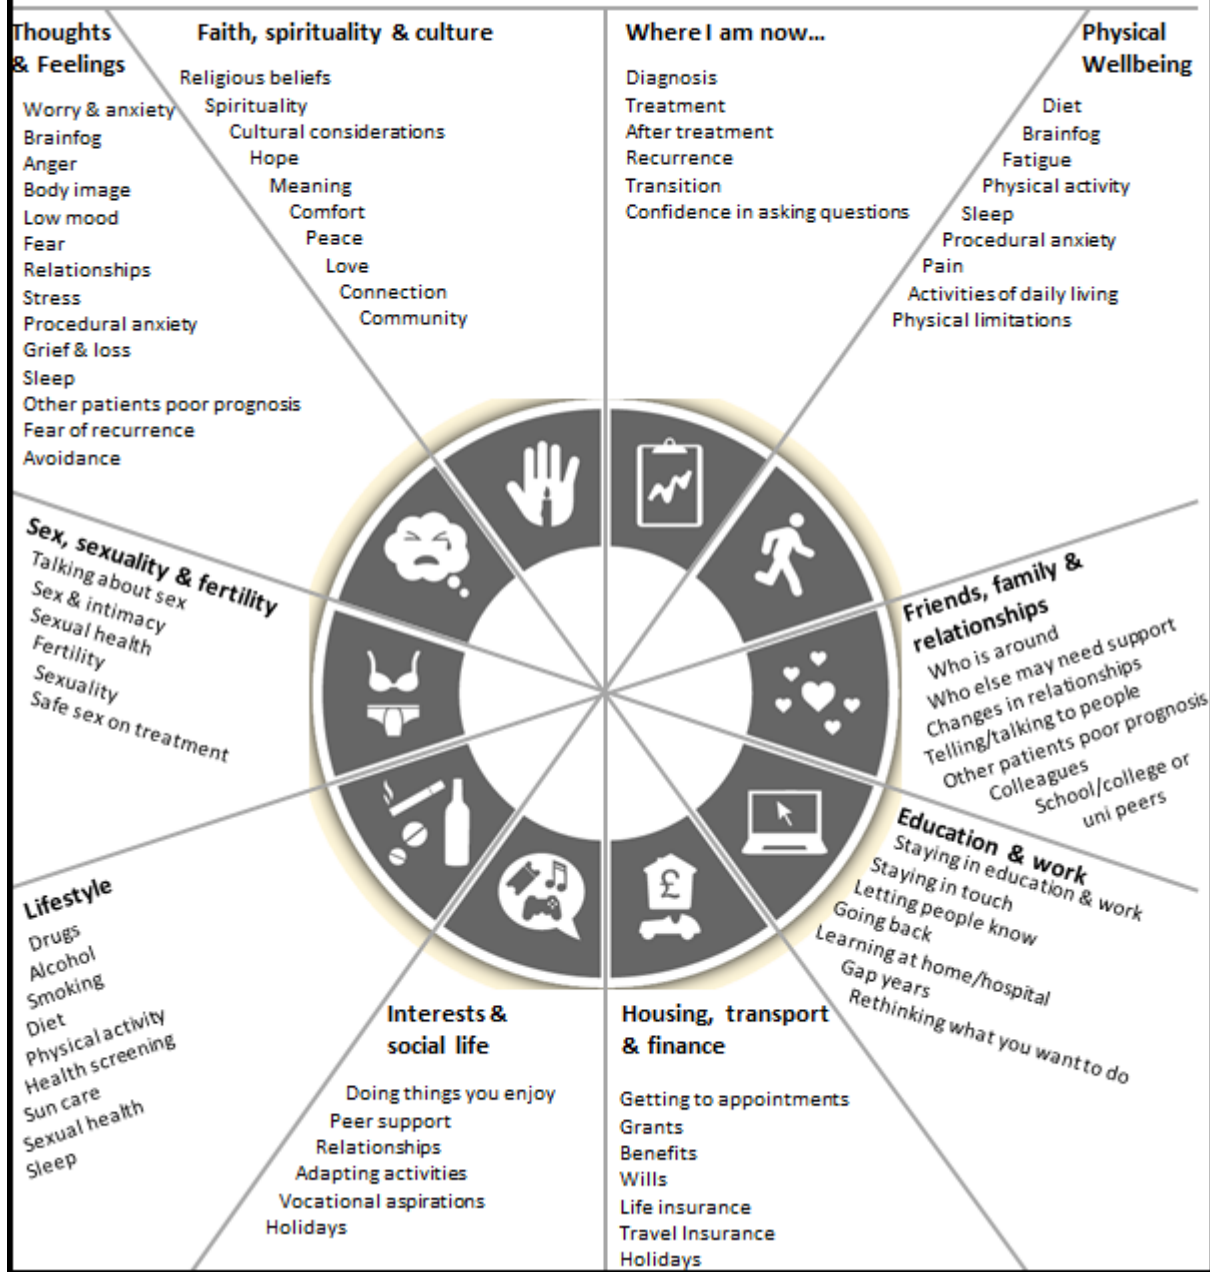 Thoughts
& Feelings
Worry & anxiety
Brainfog
Anger
Body image
Low mood
Fear
Relationships
Stress
Procedural anxiety
Grief & loss
Sleep
Other patients poor prognosis
Fear of recurrence
Avoidance
Faith, spirituality & culture
Religious beliefs
Spirituality
Cultural considerations
Hope
Meaning
Comfort
Peace
Love
Connection
Community
Where I am now...
Diagnosis
Treatment
After treatment
Recurrence
Transition
Confidence in asking questions
Physical
Wellbeing
Diet
Brainfog
Fatigue
Physical activity
Sleep
Procedural anxiety
Pain
Activities of daily living
Physical limitations
Friends, family &
relationships
Who is around
Who else may need support
Changes in relationships
Telling/talking to people
Other patients poor prognosis
Colleagues
School/college or
uni peers
Education & work
Staying in education & work
Staying in touch
Letting people know
Going back
Learning at home/hospital
Gap years
Rethinking what you want to do
Housing, transport
& finance
Getting to appointments
Grants
Benefits
Wills
Life insurance
Travel Insurance
Holidays
Interests &
social life
Doing things you enjoy
Peer support
Relationships
Adapting activities
Vocational aspirations
Holidays
Lifestyle
Drugs
Alcohol
Smoking
Diet
Physical activity
Health screening
Sun care
Sexual health
Sleep
Sex, sexuality & fertility
Talking about sex
Sex & intimacy
Sexual health
Fertility
Sexuality
Safe sex on treatment
£